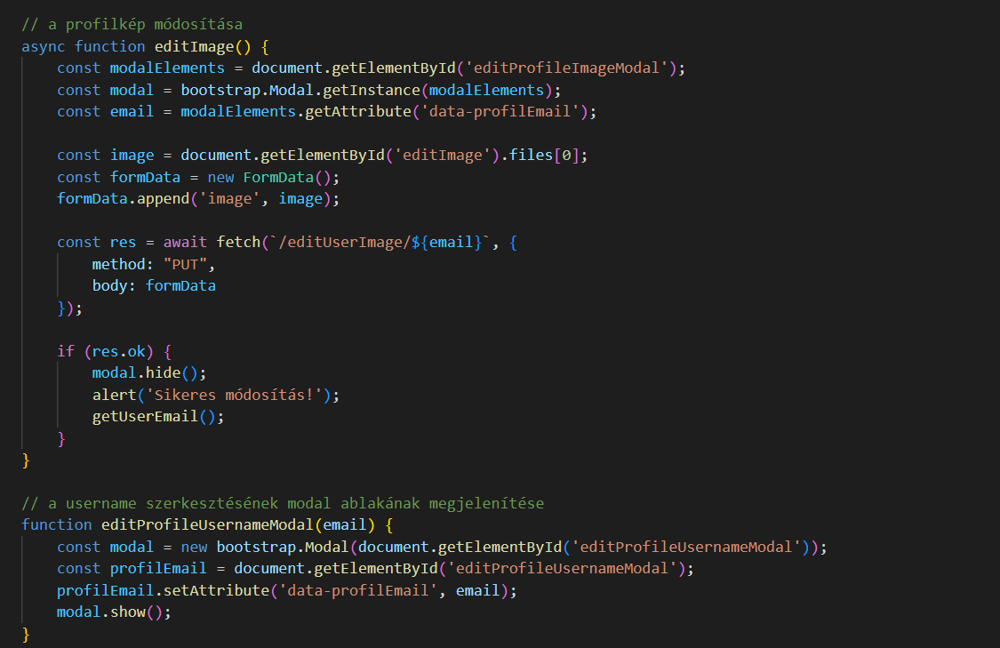 // a profilkép módosítása
async function editImage() {
    const modalElements = document.getElementById('editProfileImageModal');
    const modal = bootstrap.Modal.getInstance(modalElements);
    const email = modalElements.getAttribute('data-profilEmail');

    const image = document.getElementById('editImage').files[0];
    const formData = new FormData();
    formData.append('image', image);

    const res = await fetch(`/editUserImage/${email}`, {
        method: "PUT",
        body: formData
    });

    if (res.ok) {
        modal.hide();
        alert('Sikeres módosítás!');
        getUserEmail();
    }
}

// a username szerkesztésének modal ablakának megjelenítése
function editProfileUsernameModal(email) {
    const modal = new bootstrap.Modal(document.getElementById('editProfileUsernameModal'));
    const profilEmail = document.getElementById('editProfileUsernameModal');
    profilEmail.setAttribute('data-profilEmail', email);
    modal.show();
}